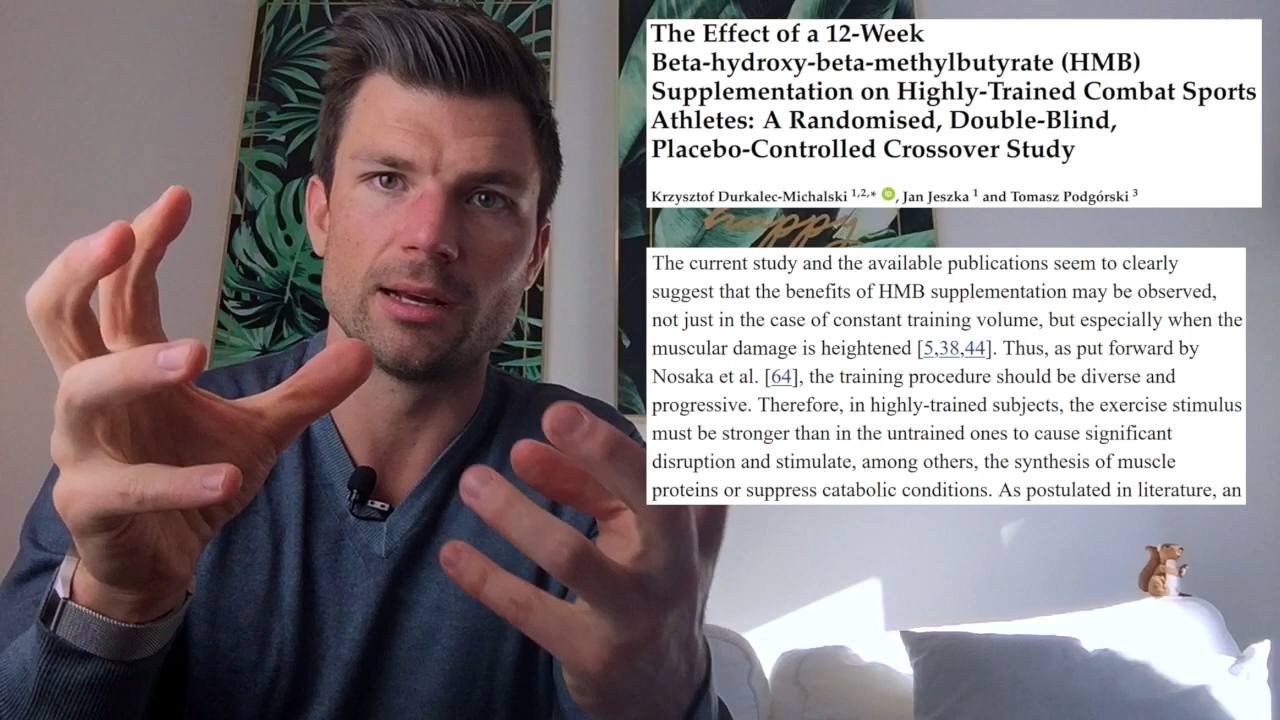 The Effect of a 12-Week
Beta-hydroxy-beta-methylbutyrate (HMB)
Supplementation on Highly-Trained Combat Sports
Athletes: A Randomised, Double-Blind,
Placebo-Controlled Crossover Study
Krzysztof Durkalec-Michalski 1,2,* iD, Jan Jeszka 1 and Tomasz Podgórski 3
happy
The current study and the available publications seem to clearly
suggest that the benefits of HMB supplementation may be observed,
not just in the case of constant training volume, but especially when the
muscular damage is heightened [5,38,44]. Thus, as put forward by
Nosaka et al. [64], the training procedure should be diverse and
progressive. Therefore, in highly-trained subjects, the exercise stimulus
must be stronger than in the untrained ones to cause significant
disruption and stimulate, among others, the synthesis of muscle
proteins or suppress catabolic conditions. As postulated in literature, an